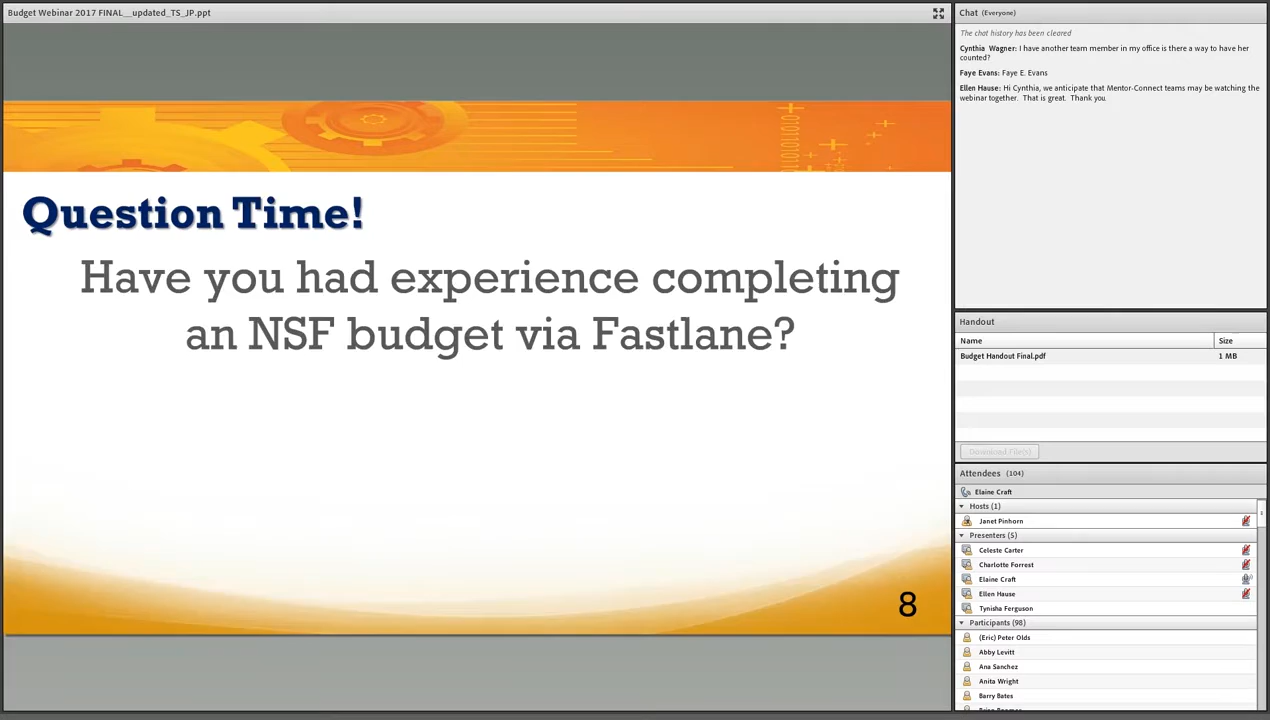 Budget Webinar 2017 FINAL__updated_TS_JP.ppt
Question Time!
Have you had experience completing
an NSF budget via Fastlane?
8
Chat (Everyone)
The chat history has been cleared
Cynthia Wagner: I have another team member in my office is there a way to have her
counted?
Faye Evans: Faye E. Evans
Ellen Hause: Hi Cynthia, we anticipate that Mentor-Connect teams may be watching the
webinar together. That is great. Thank you.
Handout
Name Size
Budget Handout Final.pdf 1 MB
Download File(s)
Attendees (104)
Elaine Craft
Hosts (1)
Janet Pinhorn
Presenters (5)
Celeste Carter
Charlotte Forrest
Elaine Craft
Ellen Hause
Tynisha Ferguson
Participants (98)
(Eric) Peter Olds
Abby Levitt
Ana Sanchez
Anita Wright
Barry Bates